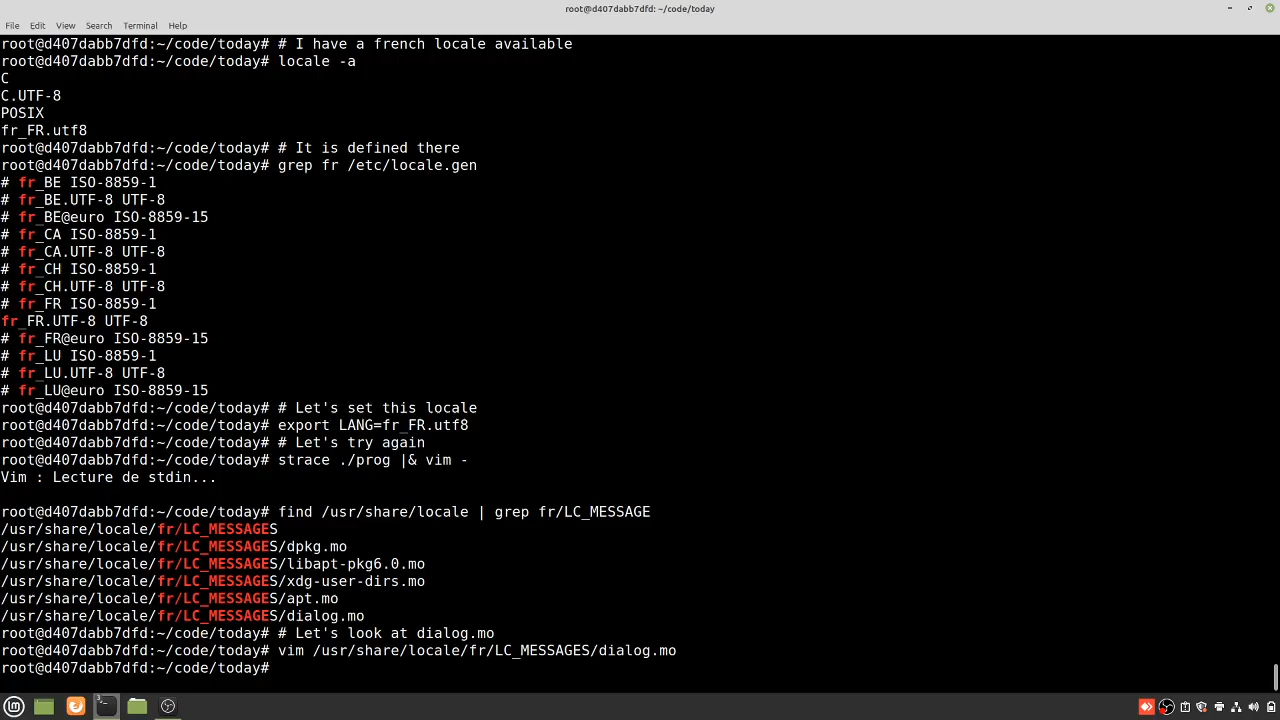 root@d407dabb7dfd: ~/code/today
File Edit View Search Terminal Help
root@d407dabb7dfd:~/code/today# # I have a french locale available
root@d407dabb7dfd:~/code/today# locale -a
C
C.UTF-8
POSIX
fr_FR.utf8
root@d407dabb7dfd:~/code/today# # It is defined there
root@d407dabb7dfd:~/code/today# grep fr /etc/locale.gen
# fr_BE ISO-8859-1
# fr_BE.UTF-8 UTF-8
# fr_BE@euro ISO-8859-15
# fr_CA ISO-8859-1
# fr_CA.UTF-8 UTF-8
# fr_CH ISO-8859-1
# fr_CH.UTF-8 UTF-8
# fr_FR ISO-8859-1
fr_FR.UTF-8 UTF-8
# fr_FR@euro ISO-8859-15
# fr_LU ISO-8859-1
# fr_LU.UTF-8 UTF-8
# fr_LU@euro ISO-8859-15
root@d407dabb7dfd:~/code/today# # Let's set this locale
root@d407dabb7dfd:~/code/today# export LANG=fr_FR.utf8
root@d407dabb7dfd:~/code/today# # Let's try again
root@d407dabb7dfd:~/code/today# strace ./prog |& vim -
Vim : Lecture de stdin...
root@d407dabb7dfd:~/code/today# find /usr/share/locale | grep fr/LC_MESSAGE
/usr/share/locale/fr/LC_MESSAGES
/usr/share/locale/fr/LC_MESSAGES/dpkg.mo
/usr/share/locale/fr/LC_MESSAGES/libapt-pkg6.0.mo
/usr/share/locale/fr/LC_MESSAGES/xdg-user-dirs.mo
/usr/share/locale/fr/LC_MESSAGES/apt.mo
/usr/share/locale/fr/LC_MESSAGES/dialog.mo
root@d407dabb7dfd:~/code/today# # Let's look at dialog.mo
root@d407dabb7dfd:~/code/today# vim /usr/share/locale/fr/LC_MESSAGES/dialog.mo
root@d407dabb7dfd:~/code/today#
3